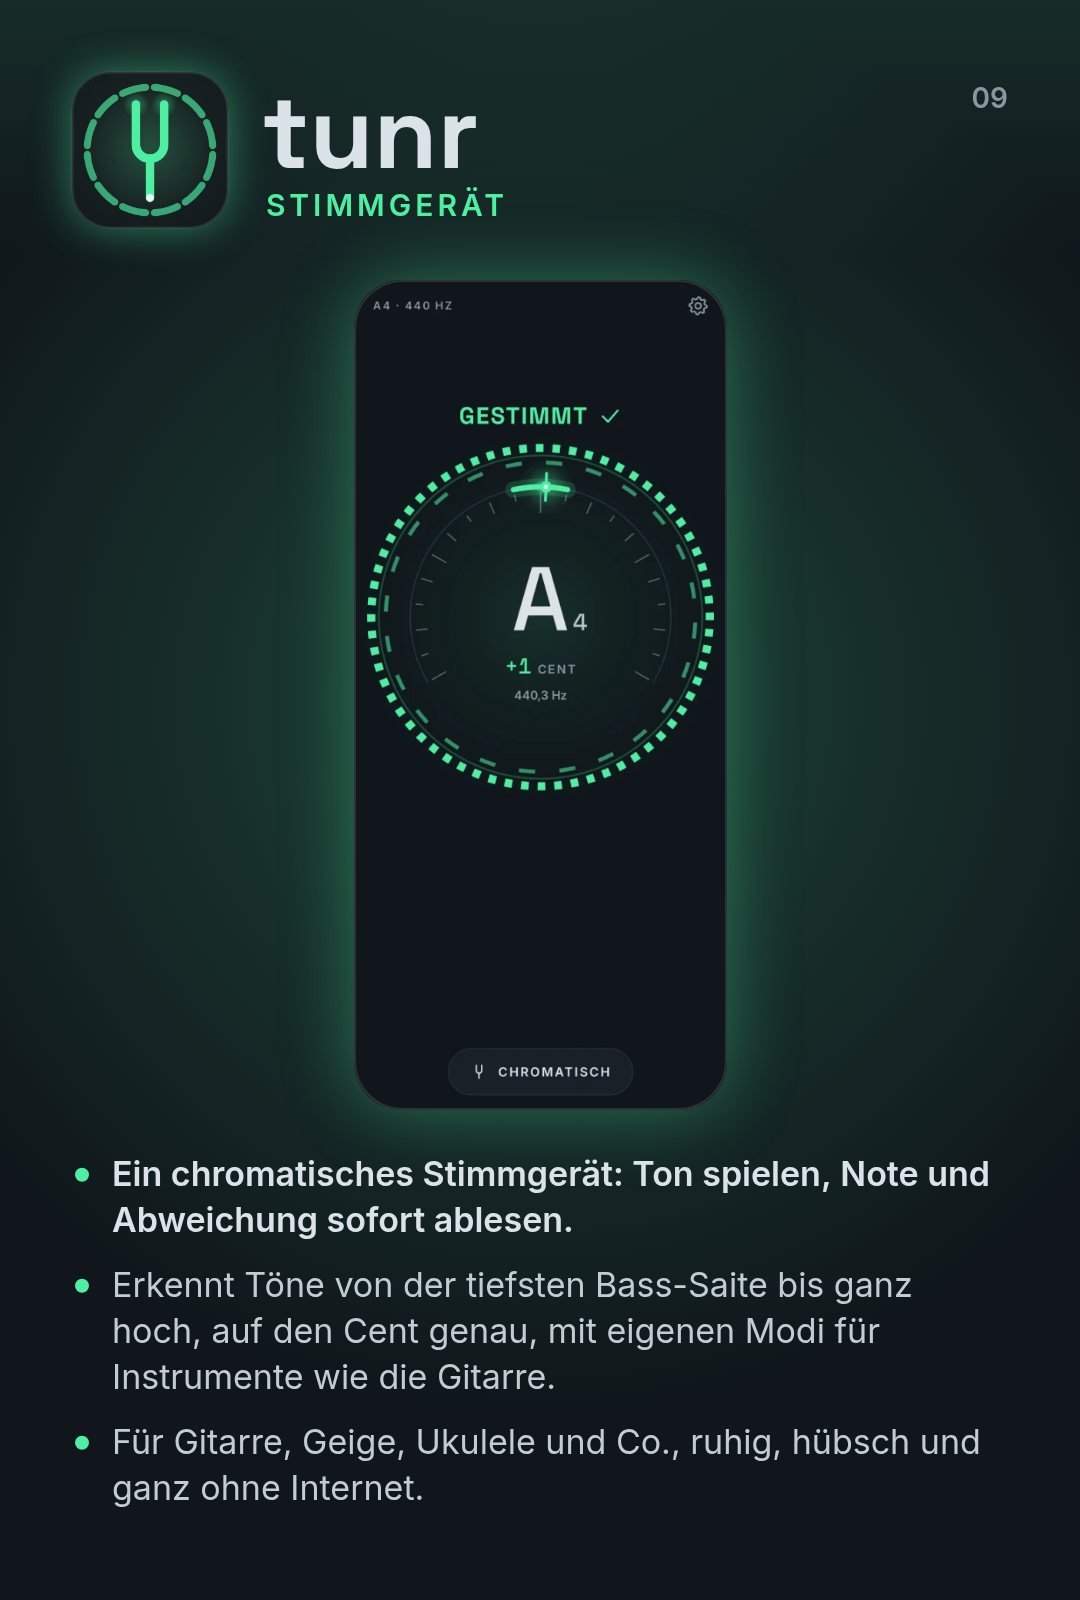 tunr
09
STIMMGERÄT
A4 · 440 HZ
GESTIMMT
A4
+1 CENT
440,3 Hz
CHROMATISCH
Ein chromatisches Stimmgerät: Ton spielen, Note und
Abweichung sofort ablesen.
Erkennt Töne von der tiefsten Bass-Saite bis ganz
hoch, auf den Cent genau, mit eigenen Modi für
Instrumente wie die Gitarre.
Für Gitarre, Geige, Ukulele und Co., ruhig, hübsch und
ganz ohne Internet.